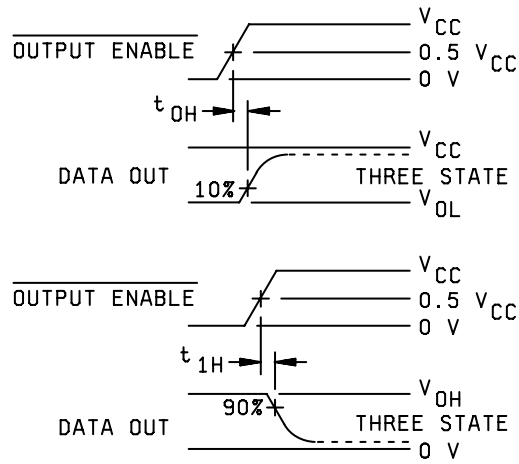 V CC
OUTPUT ENABLE
0.5 V CC
0 V
t OH
V CC
DATA OUT
THREE STATE
10%
V OL
V CC
OUTPUT ENABLE
0.5 V CC
0 V
t 1H
V OH
90%
THREE STATE
DATA OUT
0 V